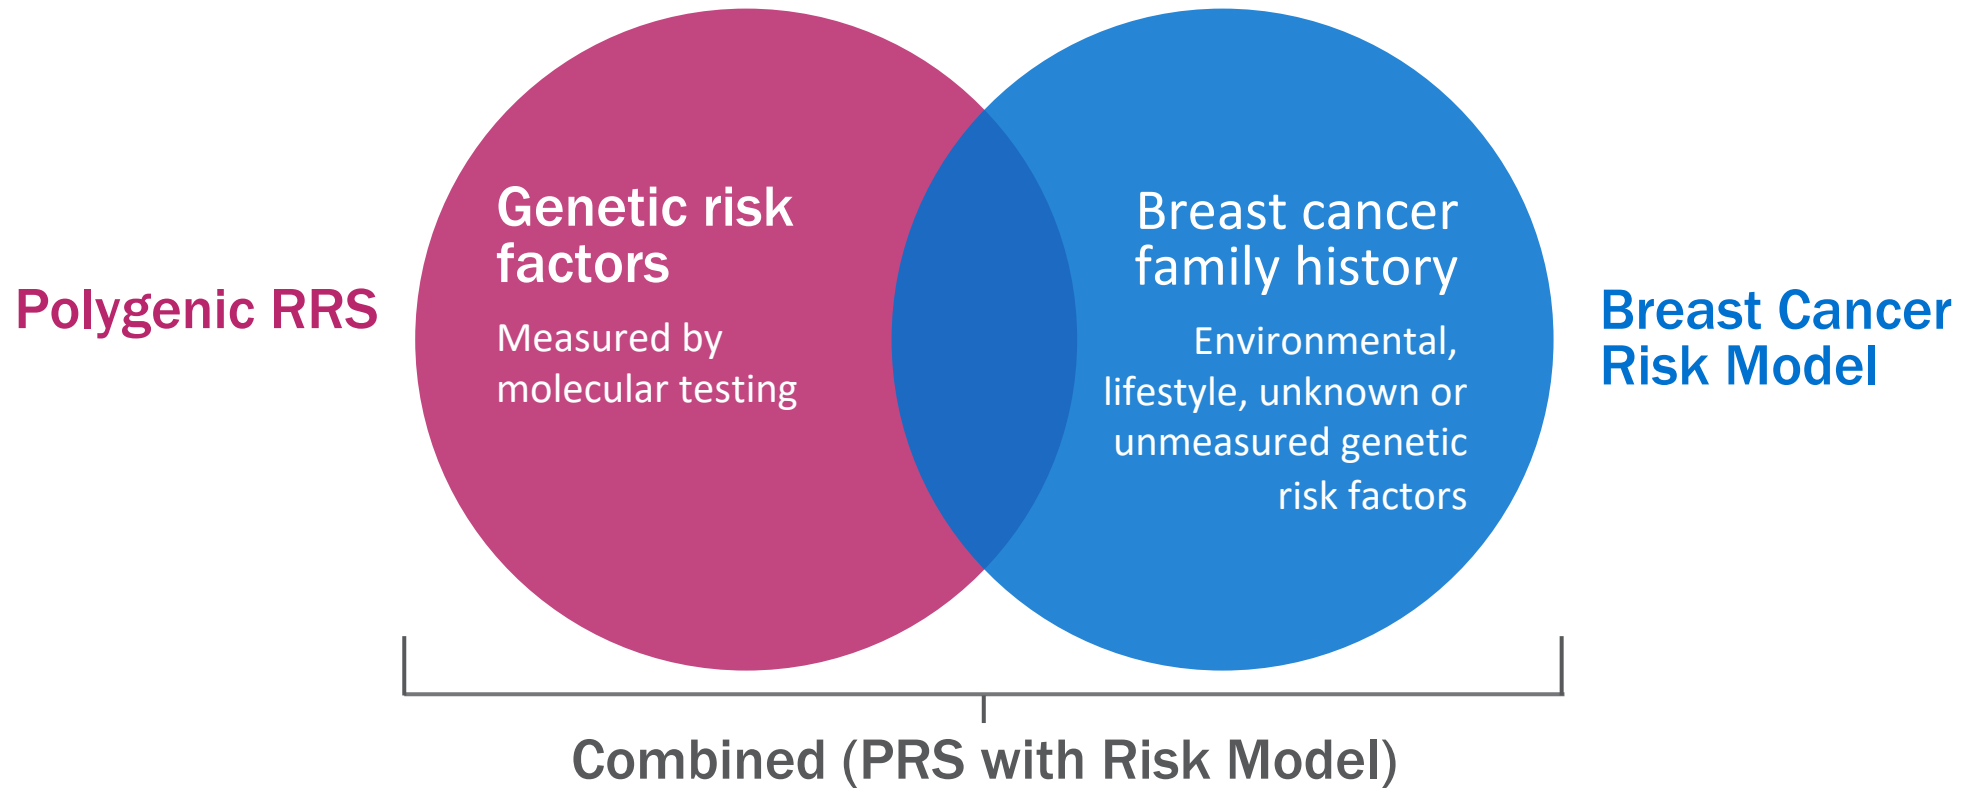 Polygenic RRS
Genetic risk
factors
Measured by
molecular testing
Breast cancer
family history
Environmental,
lifestyle, unknown or
unmeasured genetic
risk factors
Breast Cancer
Risk Model
Combined (PRS with Risk Model)